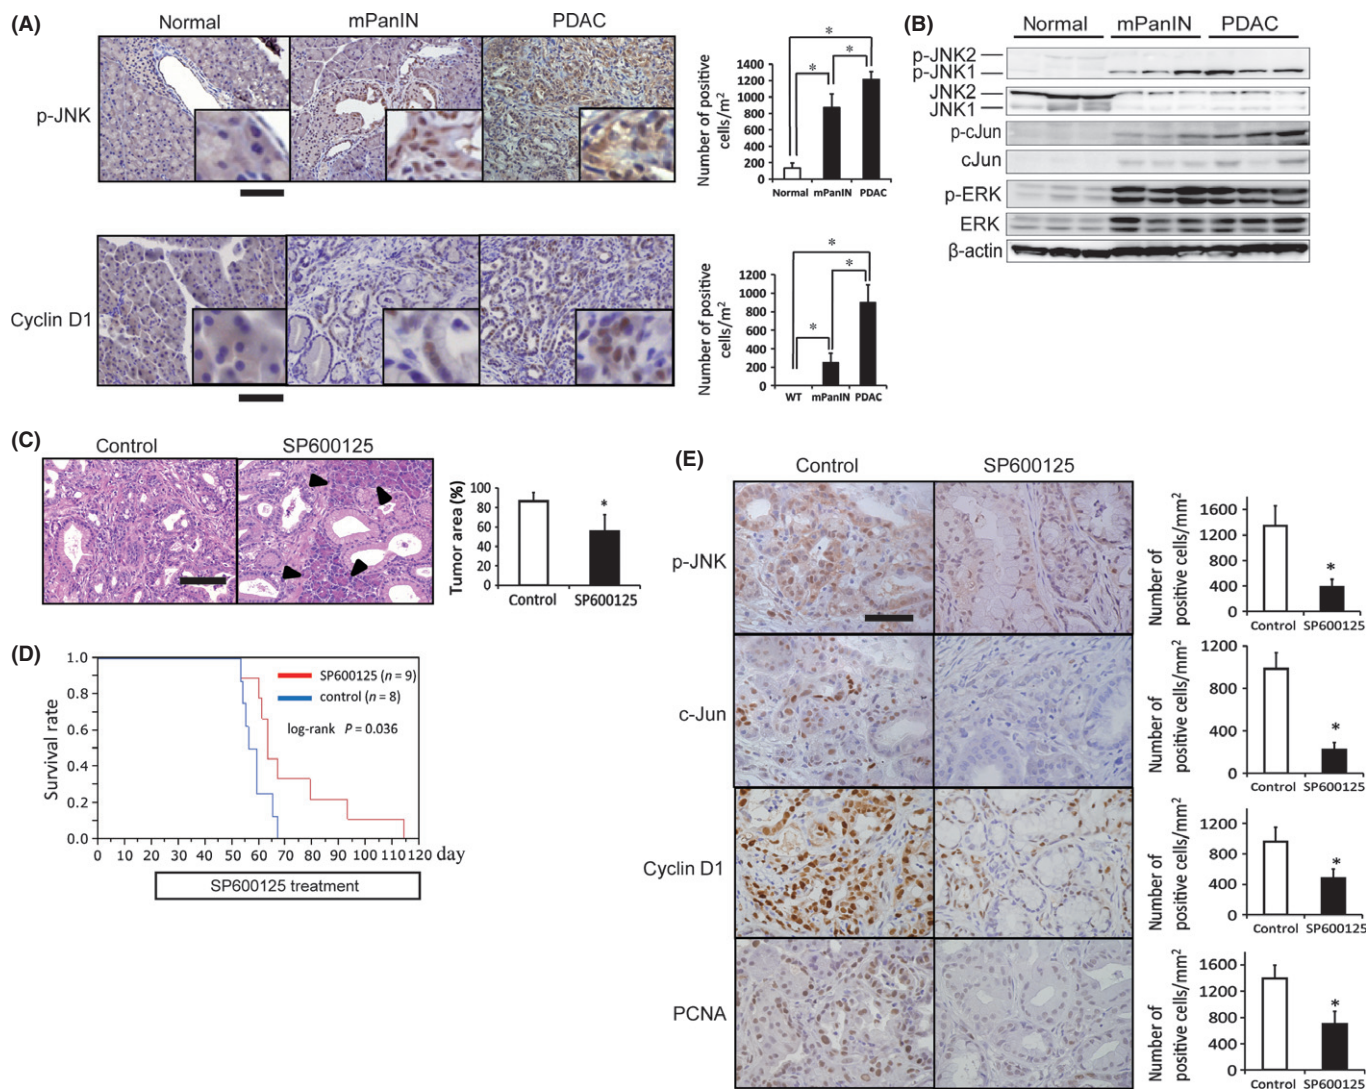 (A)
Normal
mPanIN
PDAC
p-JNK
Number of positive
cells/m²
1400
1200
1000
800
600
400
200
0
*
*
*
Normal
mPanIN
PDAC
Cyclin D1
Number of positive
cells/m²
1400
1200
1000
800
600
400
200
0
*
*
*
WT
mPanIN
PDAC
(B)
Normal
mPanIN
PDAC
p-JNK2
p-JNK1
JNK2
JNK1
p-cJun
cJun
p-ERK
ERK
β-actin
(C)
Control
SP600125
Tumor area (%)
100
80
60
40
20
0
*
Control
SP600125
(D)
Survival rate
1.0
0.8
0.6
0.4
0.2
0.0
SP600125 (n = 9)
control (n = 8)
log-rank P = 0.036
0 10 20 30 40 50 60 70 80 90 100 110 120 day
SP600125 treatment
(E)
Control
SP600125
p-JNK
Number of
positive cells/mm²
1600
1200
800
400
0
*
Control
SP600125
c-Jun
Number of
positive cells/mm²
1200
800
400
0
*
Control
SP600125
Cyclin D1
Number of
positive cells/mm²
1200
800
400
0
*
Control
SP600125
PCNA
Number of
positive cells/mm²
1600
1200
800
400
0
*
Control
SP600125